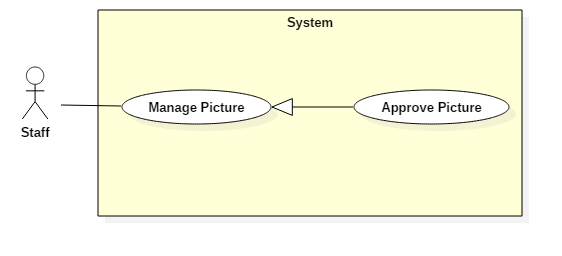 System
Manage Picture
Approve Picture
Staff